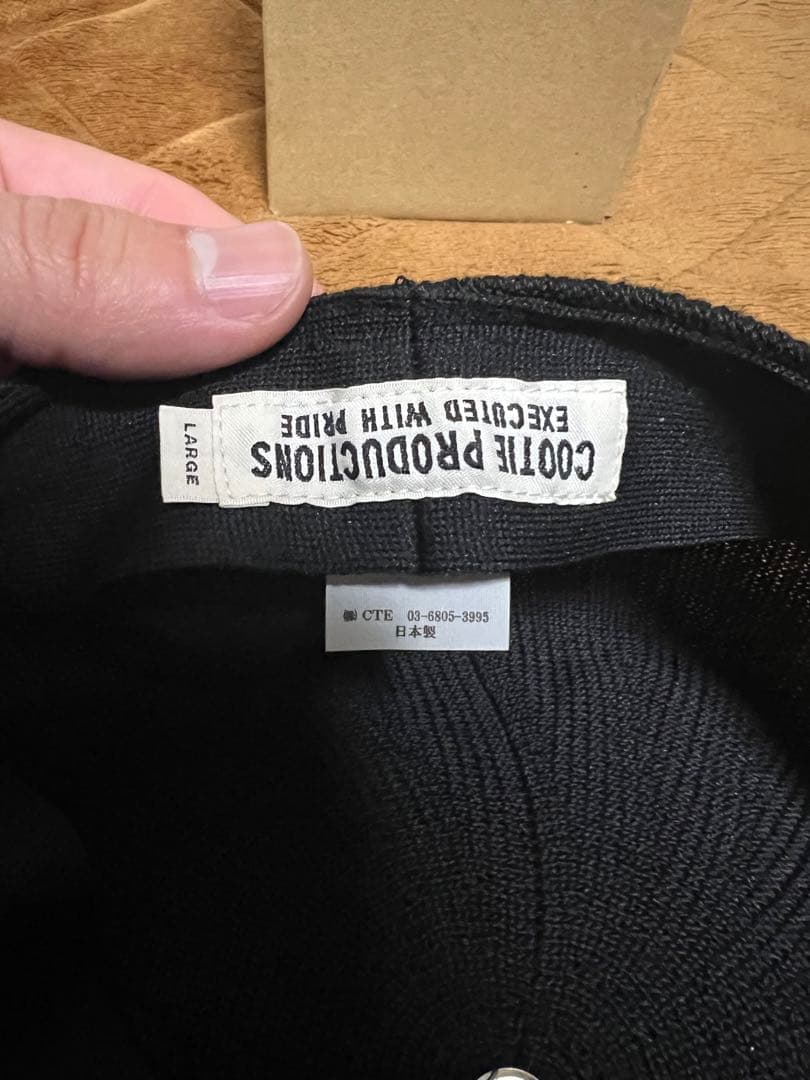 COOTIE PRODUCTIONS
EXECUTED WITH PRIDE
LARGE
㈱ CTE 03-6805-3995
日本製